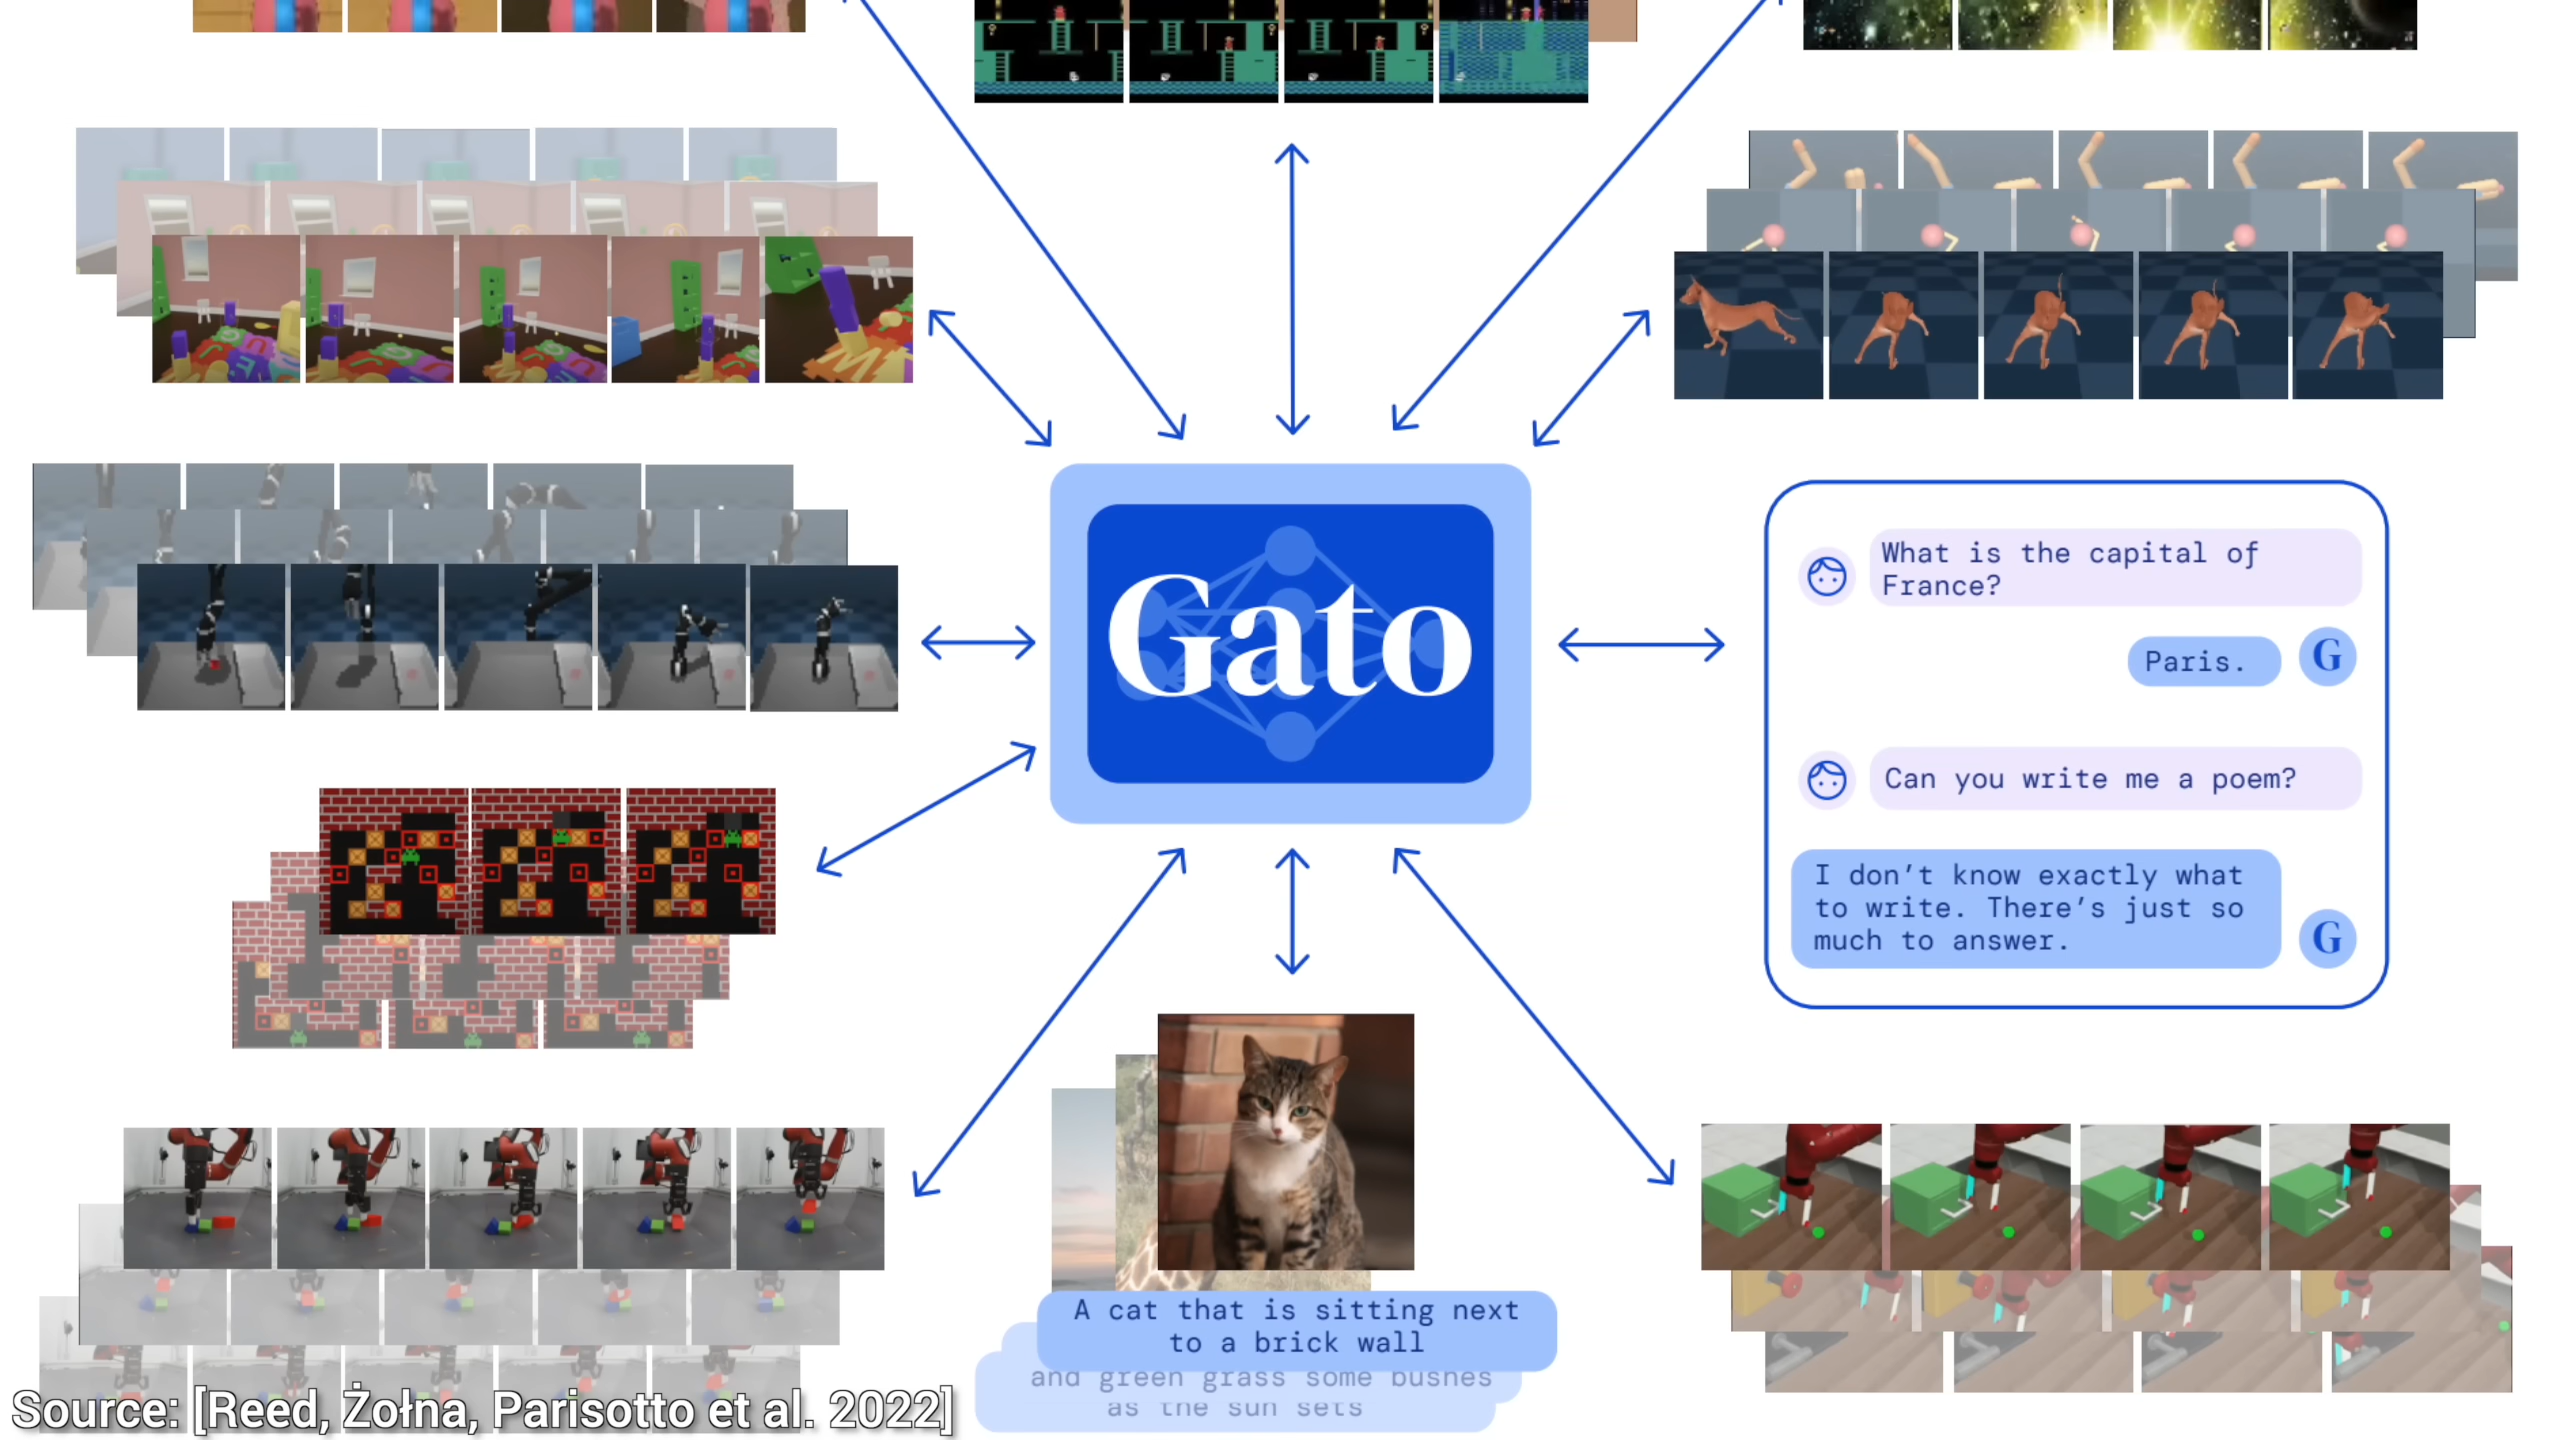 Gato
What is the capital of
France?
Paris.
G
Can you write me a poem?
I don't know exactly what
to write. There's just so
much to answer.
G
A cat that is sitting next
to a brick wall
and green grass some bushes
as the sun sets
Source: [Reed, Żołna, Parisotto et al. 2022]